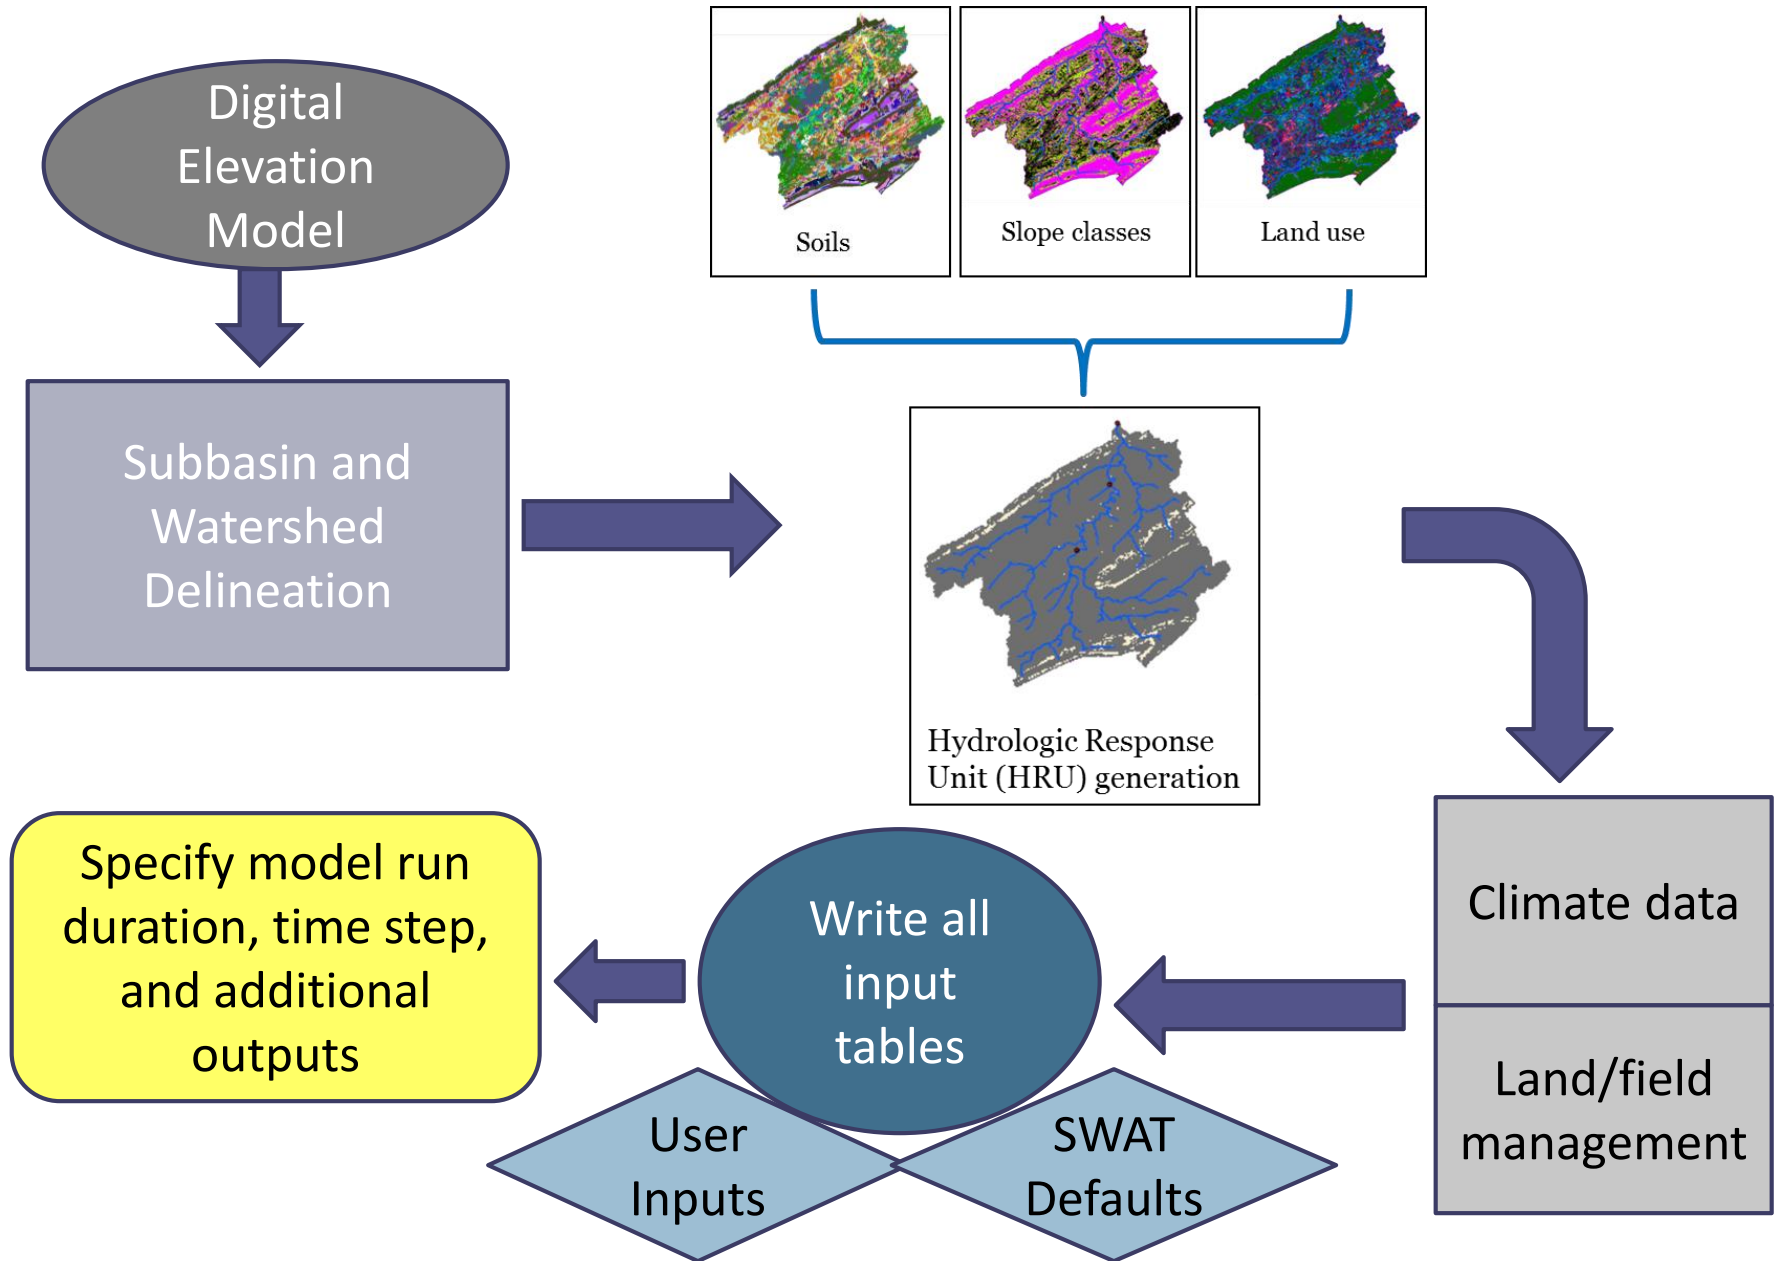 Digital
Elevation
Model
Soils
Slope classes
Land use
Subbasin and
Watershed
Delineation
Hydrologic Response
Unit (HRU) generation
Climate data
Land/field
management
Write all
input
tables
User
Inputs
SWAT
Defaults
Specify model run
duration, time step,
and additional
outputs